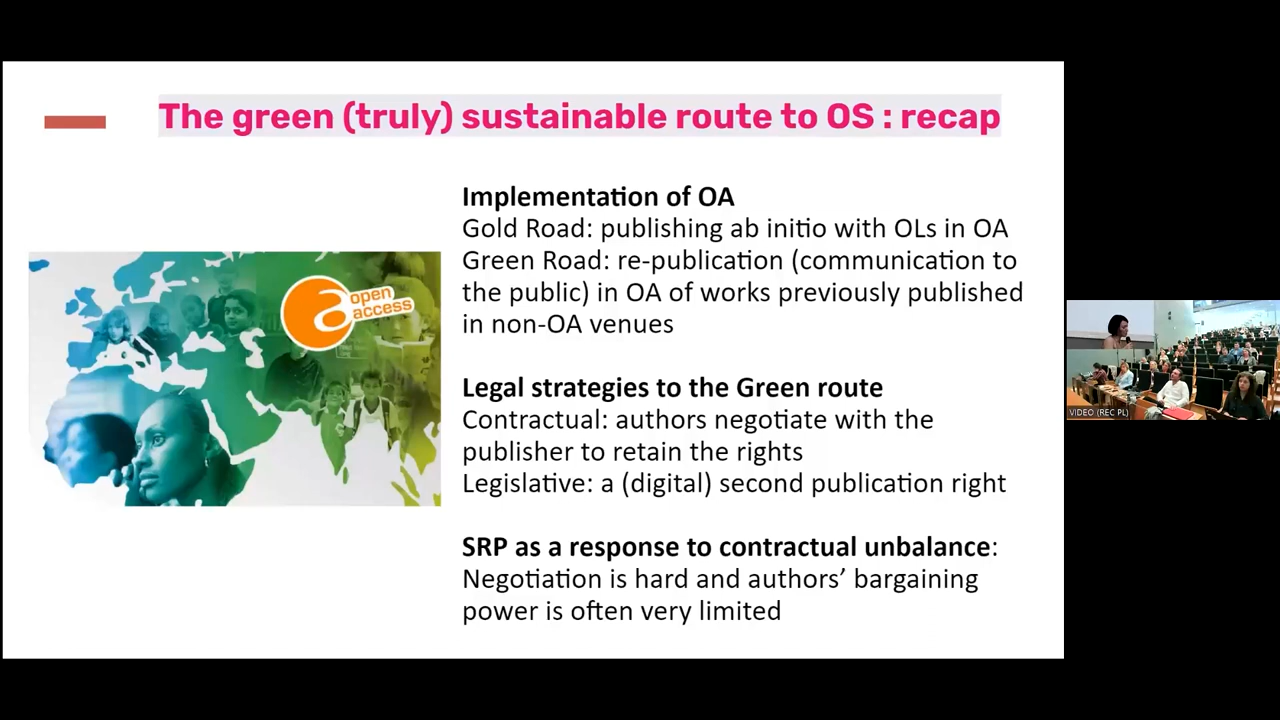 The green (truly) sustainable route to OS : recap
Implementation of OA
Gold Road: publishing ab initio with OLs in OA
Green Road: re-publication (communication to
the public) in OA of works previously published
in non-OA venues
open
access
Legal strategies to the Green route
Contractual: authors negotiate with the
publisher to retain the rights
Legislative: a (digital) second publication right
SRP as a response to contractual unbalance:
Negotiation is hard and authors’ bargaining
power is often very limited
VIDEO (REC PL)